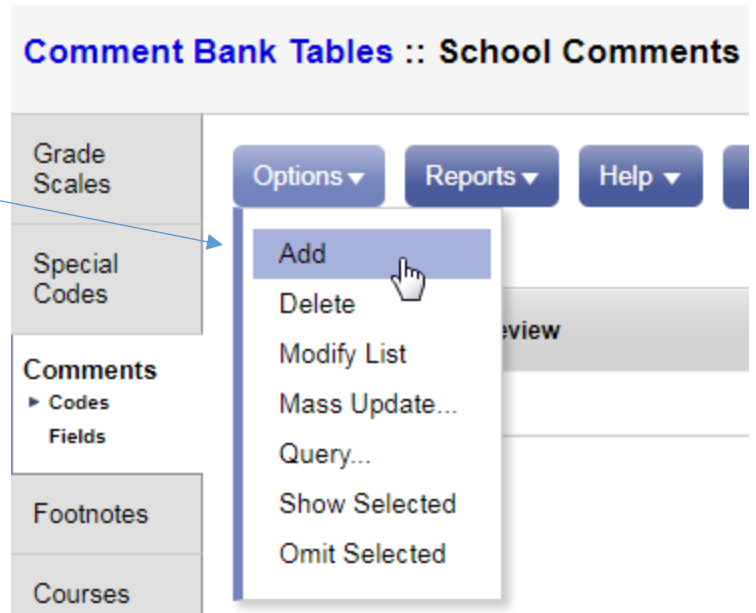 Comment Bank Tables :: School Comments
Grade
Scales
Special
Codes
Comments
Codes
Fields
Footnotes
Courses
Options
Reports
Help
Add
Delete
Modify List
Mass Update...
Query...
Show Selected
Omit Selected